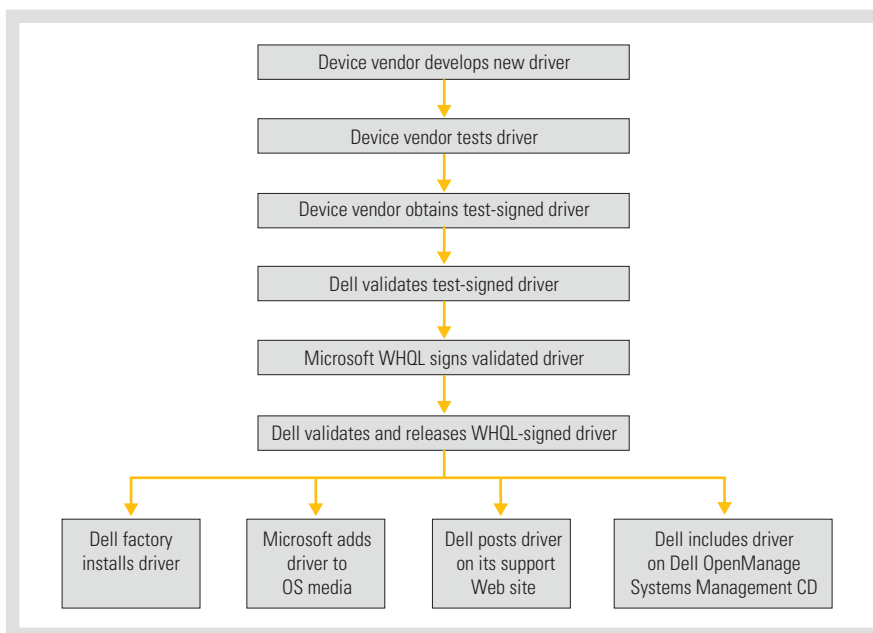 Device vendor develops new driver
Device vendor tests driver
Device vendor obtains test-signed driver
Dell validates test-signed driver
Microsoft WHQL signs validated driver
Dell validates and releases WHQL-signed driver
Dell factory
installs driver
Microsoft adds
driver to
OS media
Dell posts driver
on its support
Web site
Dell includes driver
on Dell OpenManage
Systems Management CD